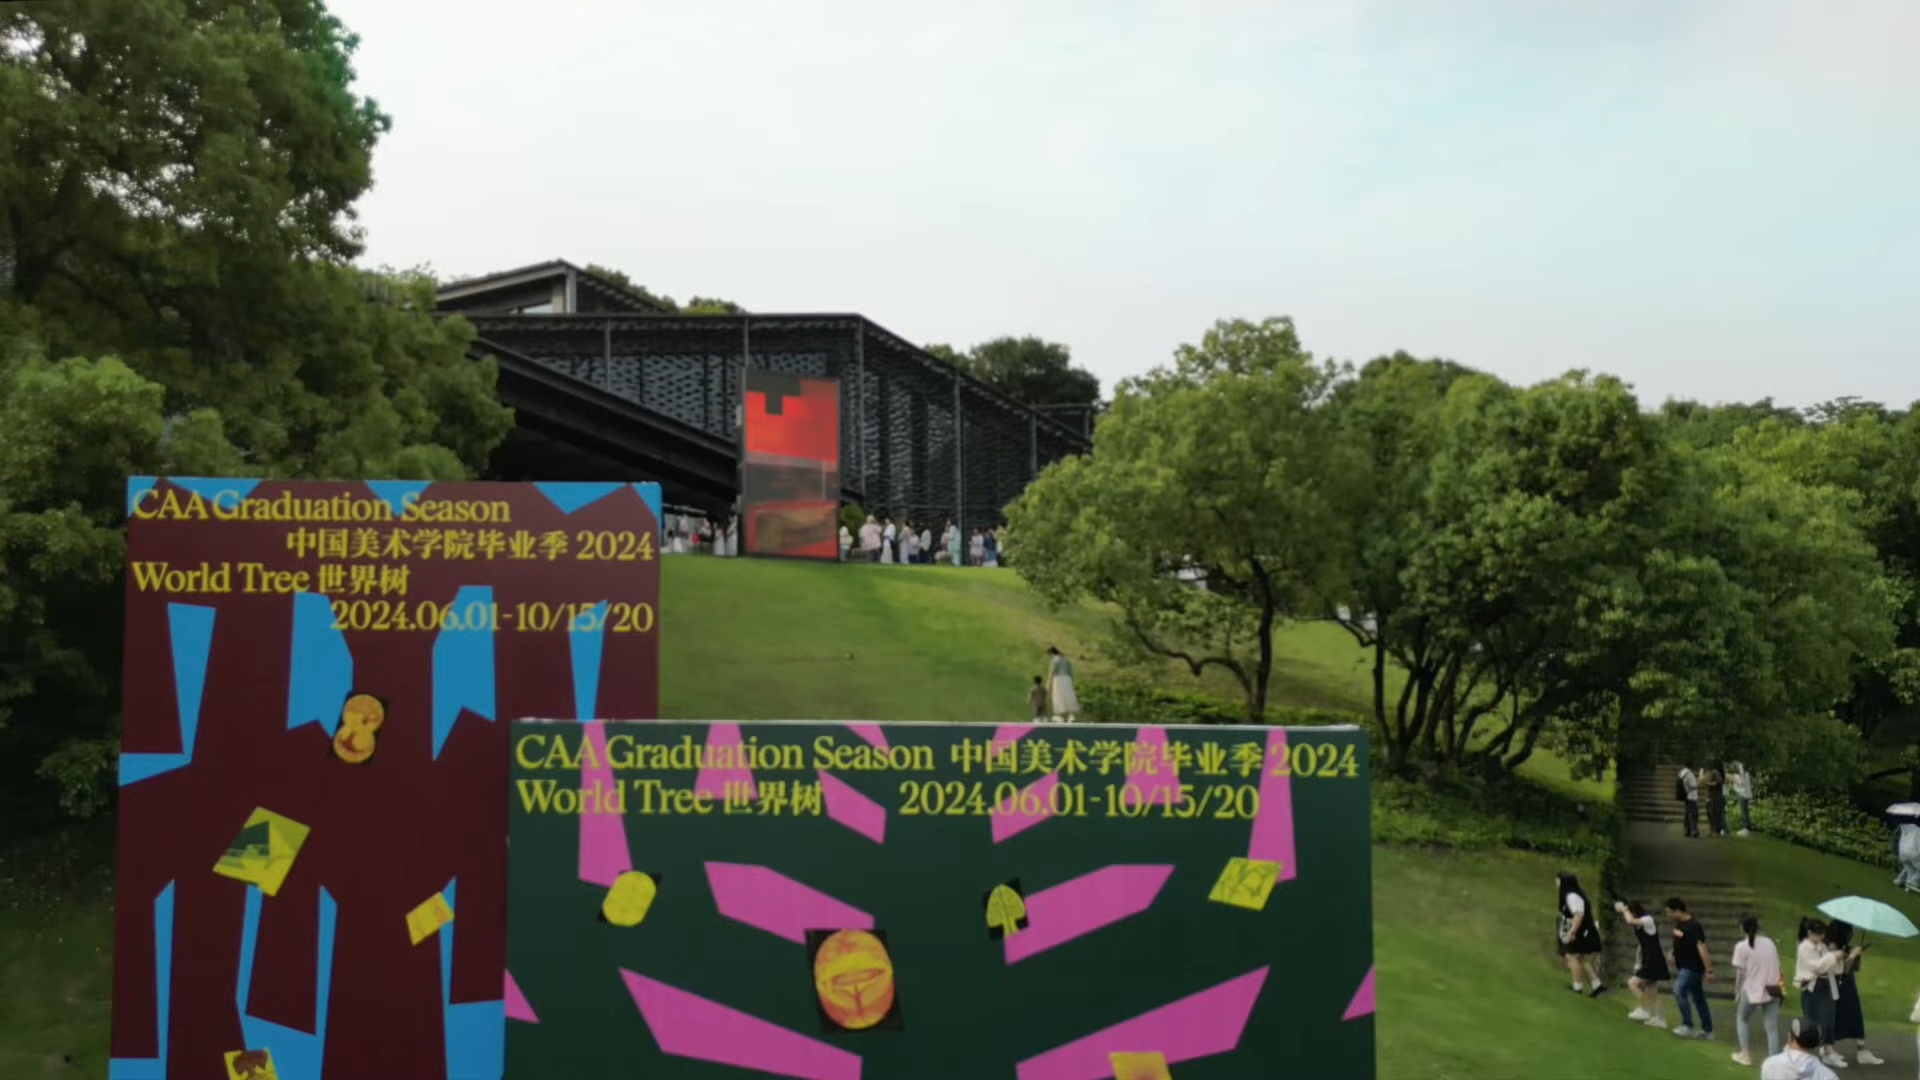 CAA Graduation Season
中国美术学院毕业季 2024
World Tree 世界树
2024.06.01-10/15/20
CAA Graduation Season 中国美术学院毕业季 2024
World Tree 世界树 2024.06.01-10/15/20